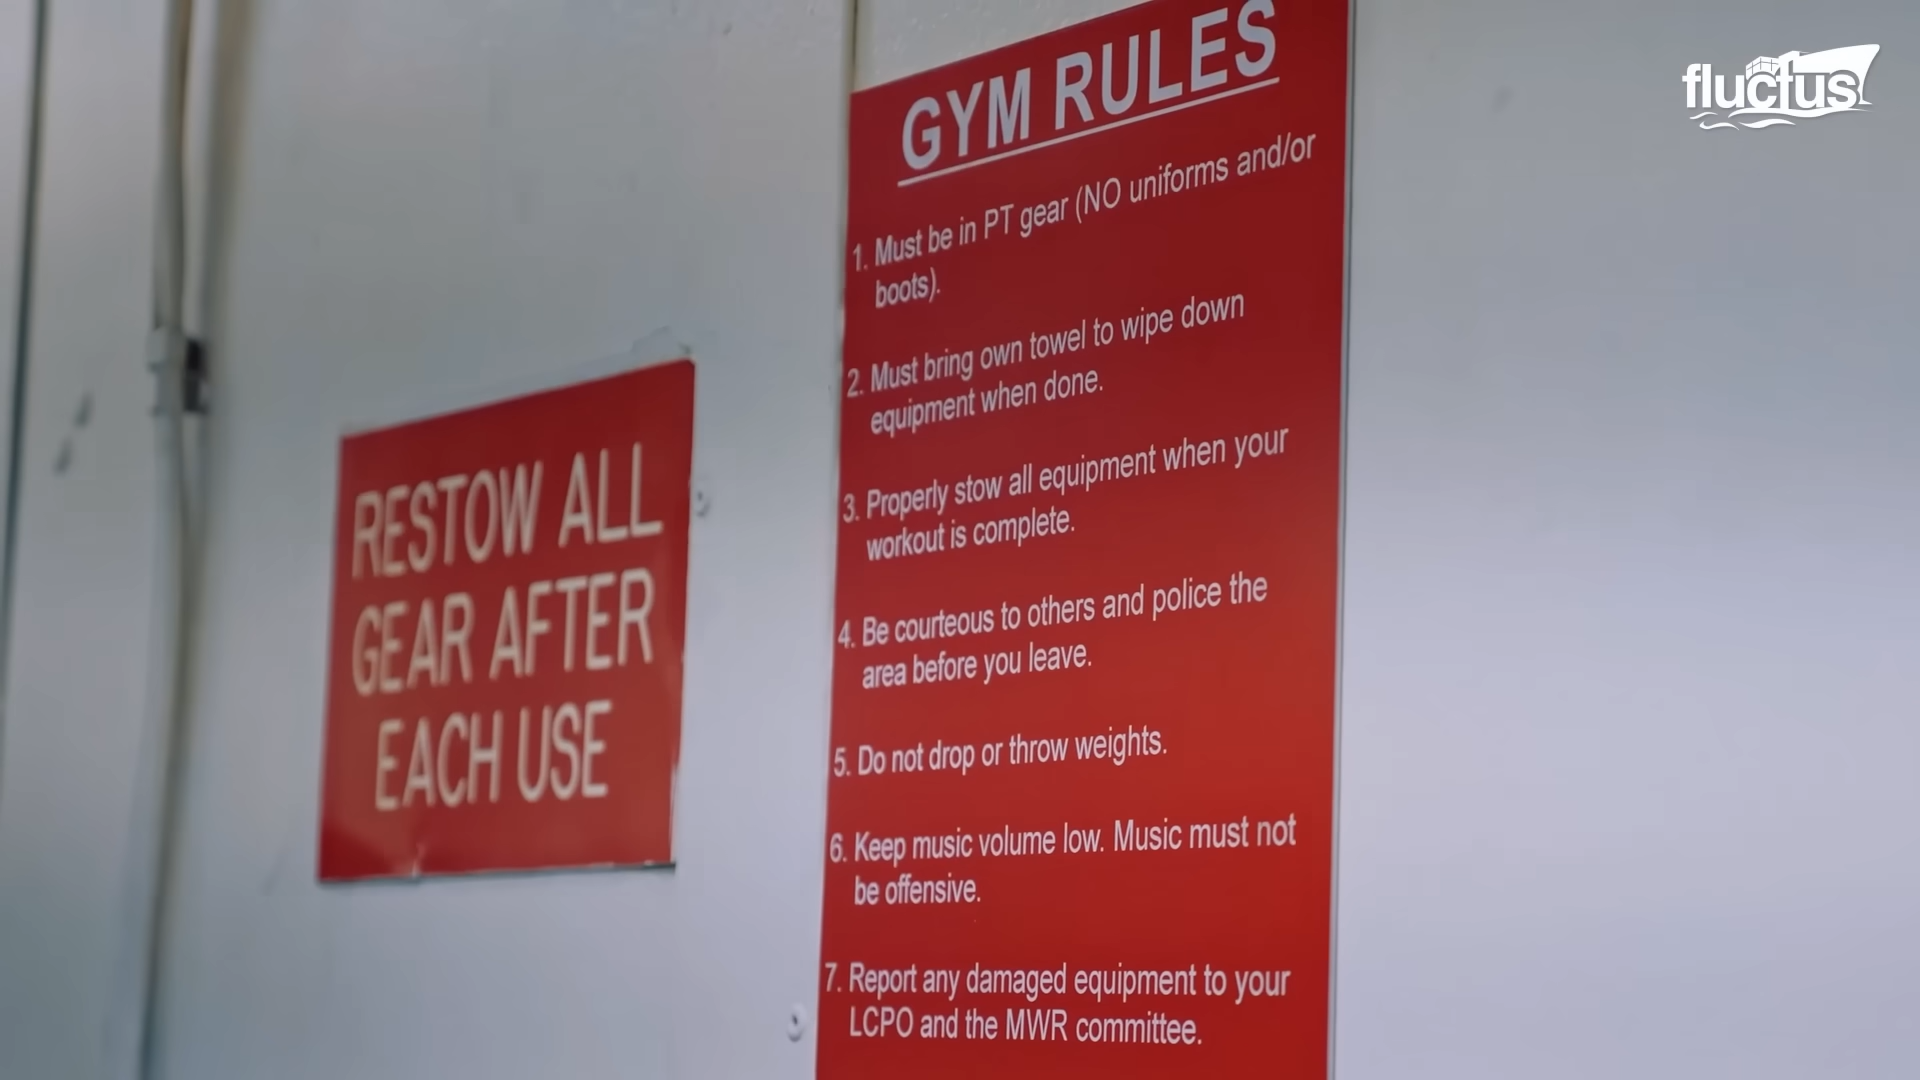 RESTOW ALL
GEAR AFTER
EACH USE
GYM RULES
1. Must be in PT gear (NO uniforms and/or
boots).
2. Must bring own towel to wipe down
equipment when done.
3. Properly stow all equipment when your
workout is complete.
4. Be courteous to others and police the
area before you leave.
5. Do not drop or throw weights.
6. Keep music volume low. Music must not
be offensive.
7. Report any damaged equipment to your
LCPO and the MWR committee.
fluctus